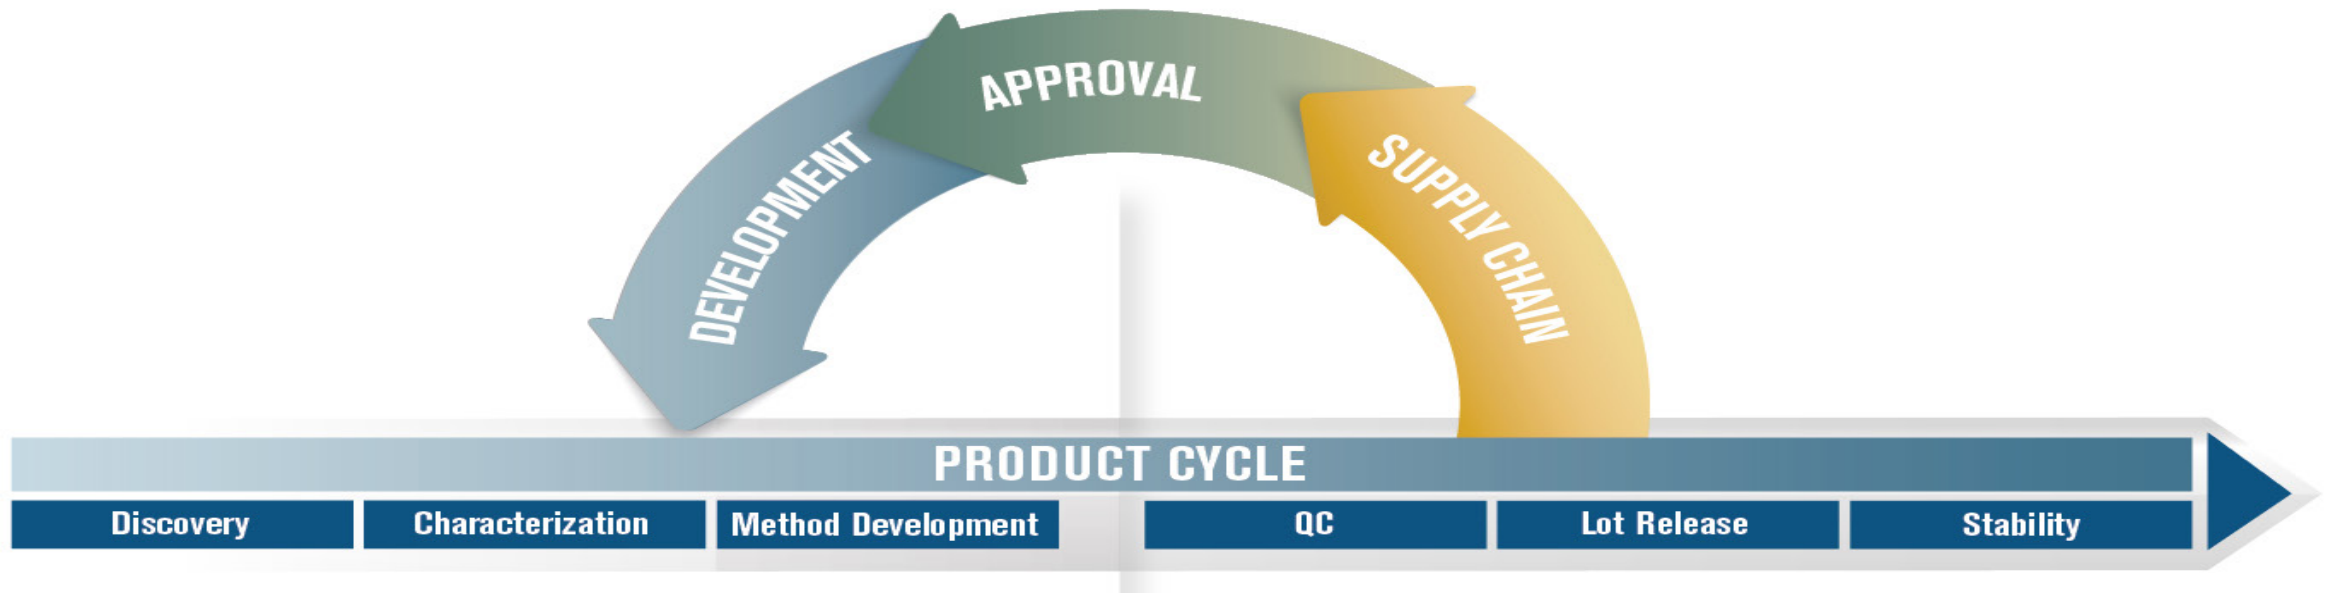 APPROVAL
DEVELOPMENT
SUPPLY CHAIN
PRODUCT CYCLE
Discovery
Characterization
Method Development
QC
Lot Release
Stability